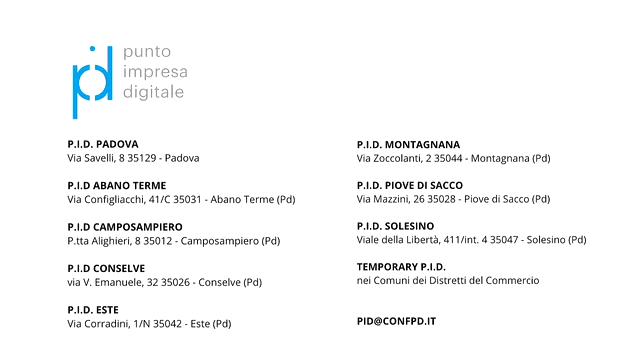 pid
punto
impresa
digitale
P.I.D. PADOVA
Via Savelli, 8 35129 - Padova
P.I.D ABANO TERME
Via Configliacchi, 41/C 35031 - Abano Terme (Pd)
P.I.D CAMPOSAMPIERO
P.tta Alighieri, 8 35012 - Camposampiero (Pd)
P.I.D CONSELVE
via V. Emanuele, 32 35026 - Conselve (Pd)
P.I.D. ESTE
Via Corradini, 1/N 35042 - Este (Pd)
P.I.D. MONTAGNANA
Via Zoccolanti, 2 35044 - Montagnana (Pd)
P.I.D. PIOVE DI SACCO
Via Mazzini, 26 35028 - Piove di Sacco (Pd)
P.I.D. SOLESINO
Viale della Libertà, 411/int. 4 35047 - Solesino (Pd)
TEMPORARY P.I.D.
nei Comuni dei Distretti del Commercio
PID@CONFPD.IT